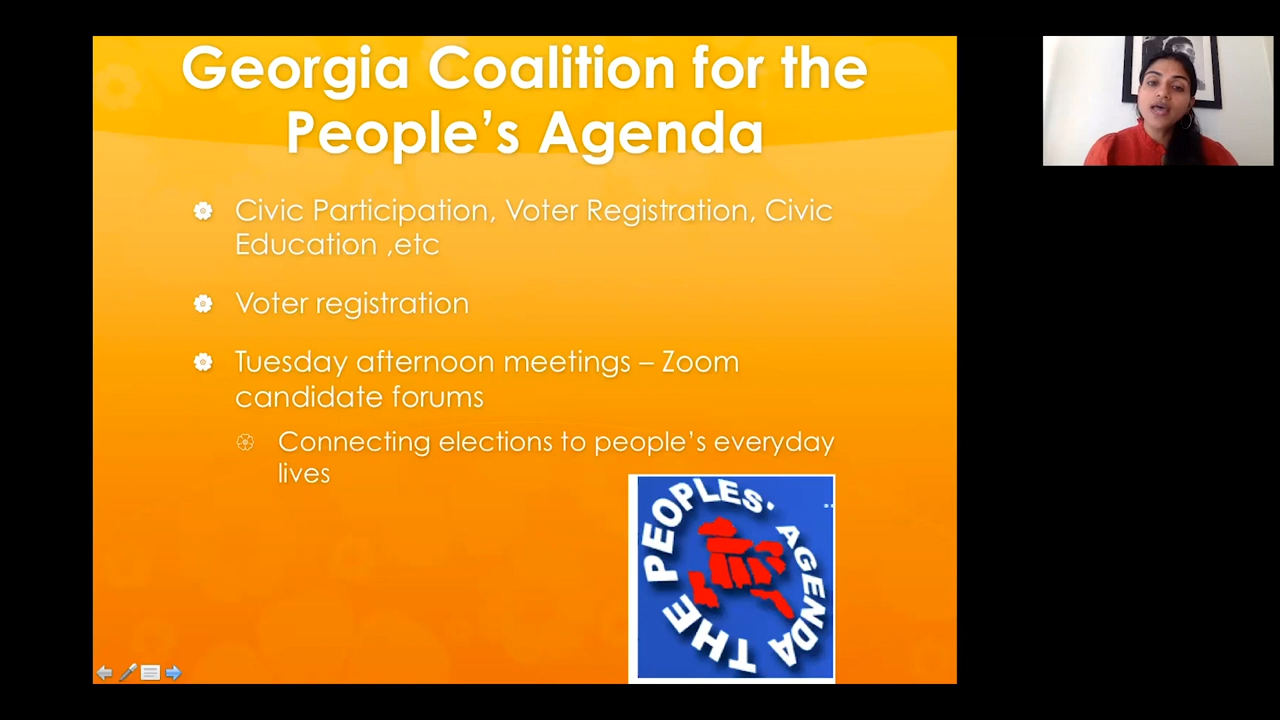 Georgia Coalition for the
People’s Agenda
Civic Participation, Voter Registration, Civic
Education ,etc
Voter registration
Tuesday afternoon meetings – Zoom
candidate forums
Connecting elections to people’s everyday
lives
THE PEOPLES' AGENDA